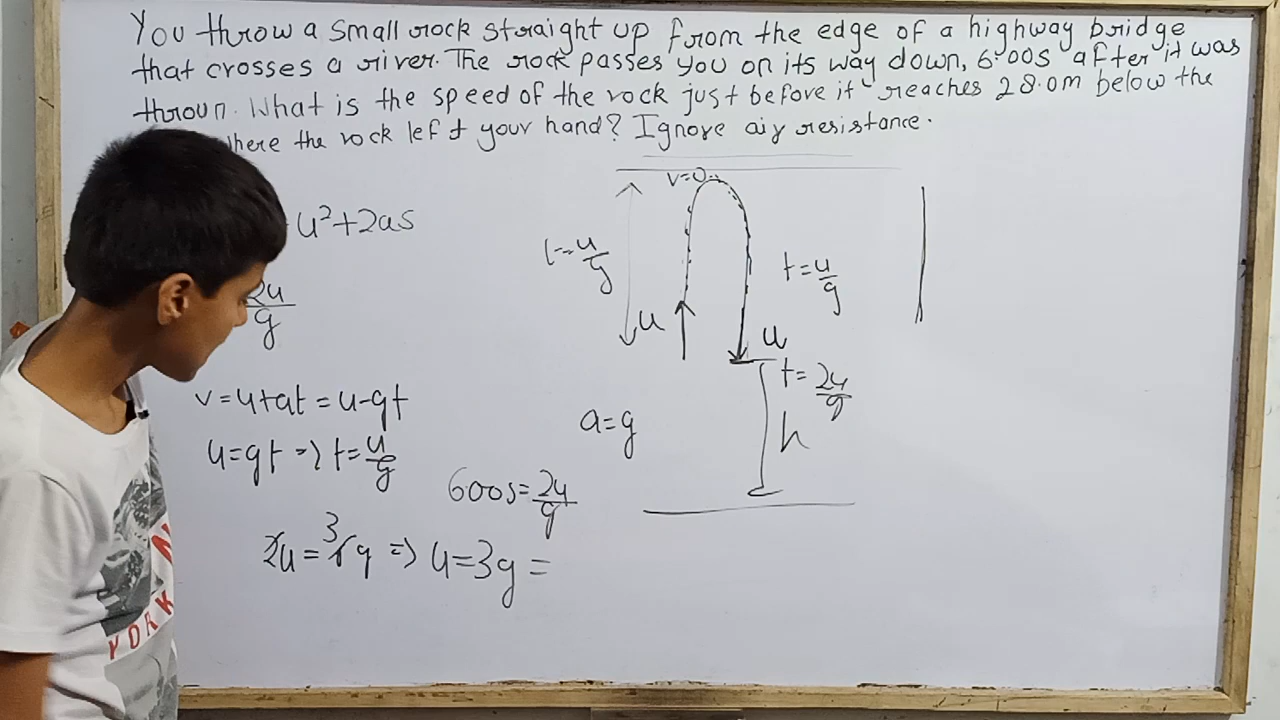 You throw a small rock straight up from the edge of a highway bridge
that crosses a river. The rock passes you on its way down, 6.00s after it was
thrown. What is the speed of the rock just before it reaches 28.0m below the
here the rock left your hand? Ignore air resistance.
v=0
u²+2as
t=u/g
t=u/g
2u/g
u
u
t=2u/g
v=u+at=u-gt
a=g
h
u=gt => t=u/g
6.00s=2u/g
2u=3 6g => u=3g=
YORK